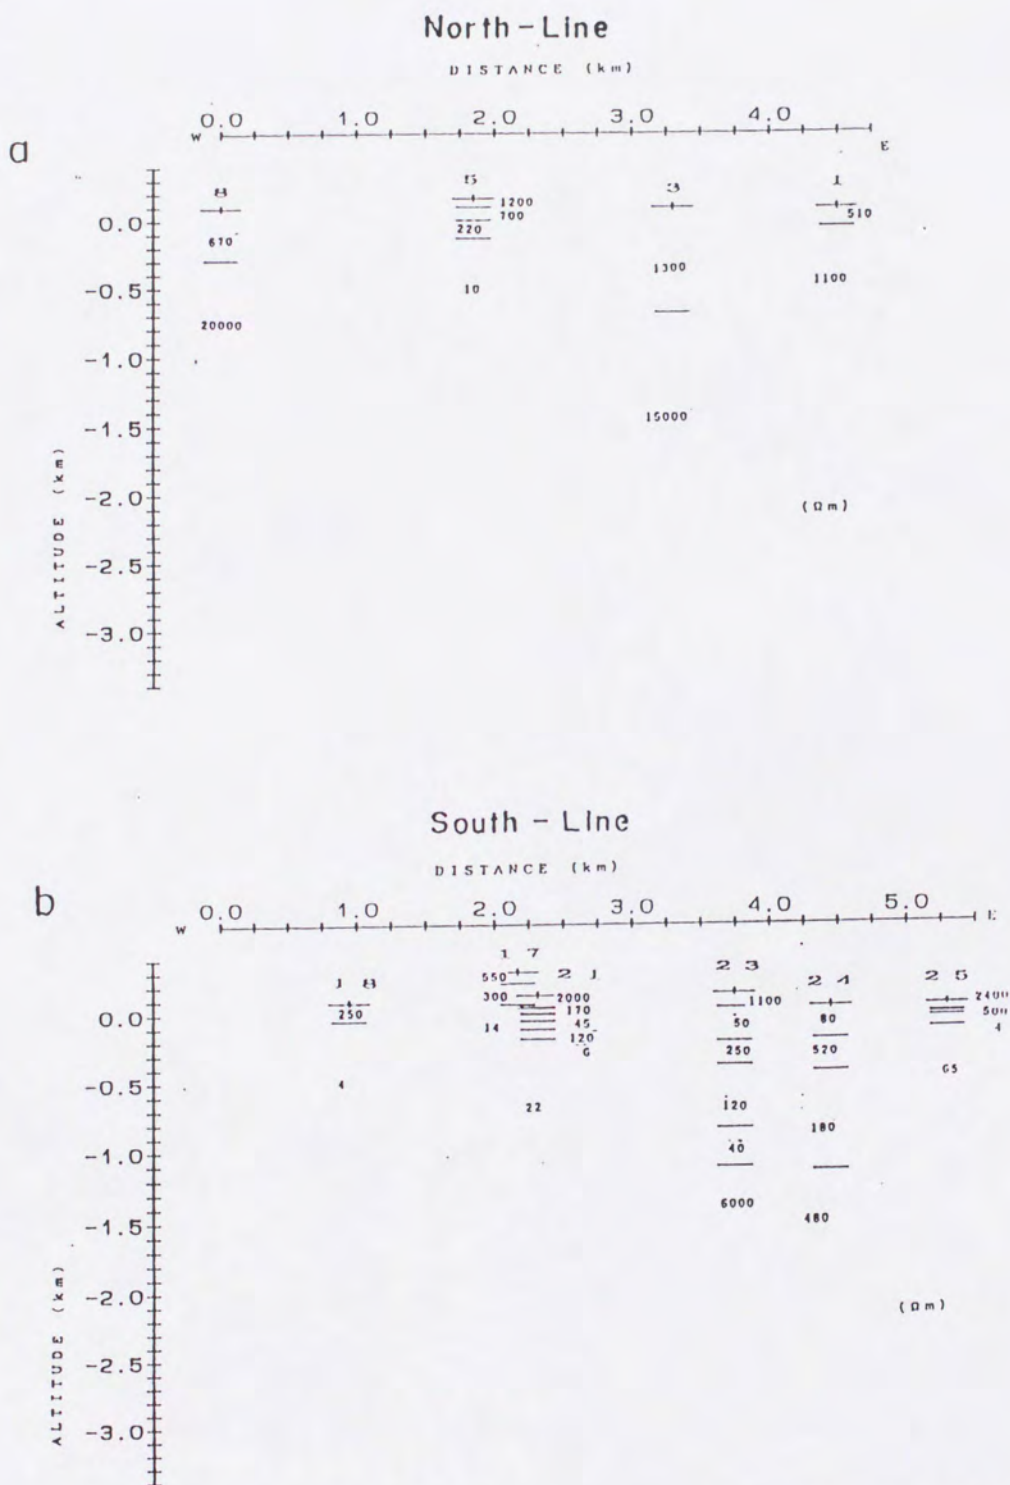 North-Line
DISTANCE (km)
a
W 0.0 1.0 2.0 3.0 4.0 E
8 5 3 1
1200
700
510
0.0
670
220
1300
1100
-0.5
10
20000
-1.0
15000
-1.5
ALTITUDE (km)
-2.0
(Ωm)
-2.5
-3.0
South-Line
DISTANCE (km)
b
W 0.0 1.0 2.0 3.0 4.0 5.0 E
18 17 21 23 24 25
550
300 2000 1100 2400
250 170 500
0.0
14 45 50 80 4
120 250 520
6
65
-0.5
4
22 120 180
-1.0
40
6000 480
-1.5
ALTITUDE (km)
-2.0
(Ωm)
-2.5
-3.0